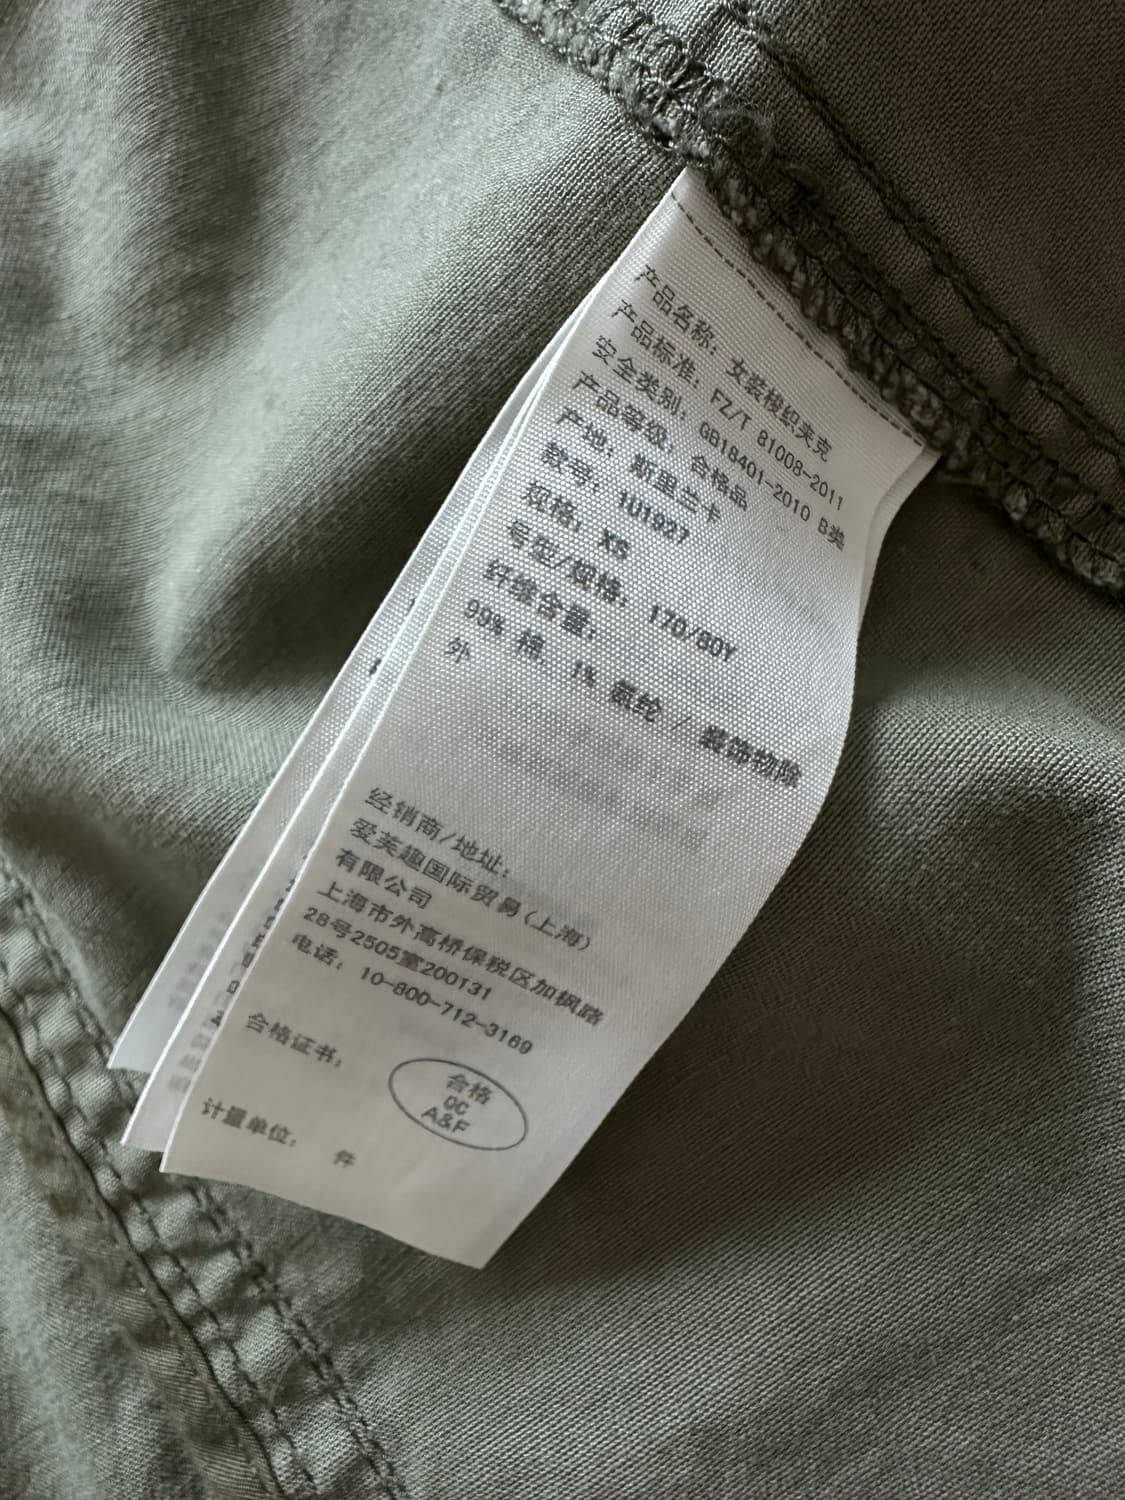 产品名称: 女装梭织夹克
产品标准: FZ/T 81008-2011
安全类别: GB18401-2010 B类
产品等级: 合格品
产地: 斯里兰卡
款号: 1U1927
规格: XS
号型/规格: 170/80Y
纤维含量:
99% 棉, 1% 氨纶 / 装饰物除
外
经销商/地址:
爱芙趣国际贸易(上海)
有限公司
上海市外高桥保税区加枫路
28号2505室200131
电话: 10-800-712-3169
合格证书:
合格
QC
A&F
计量单位: 件